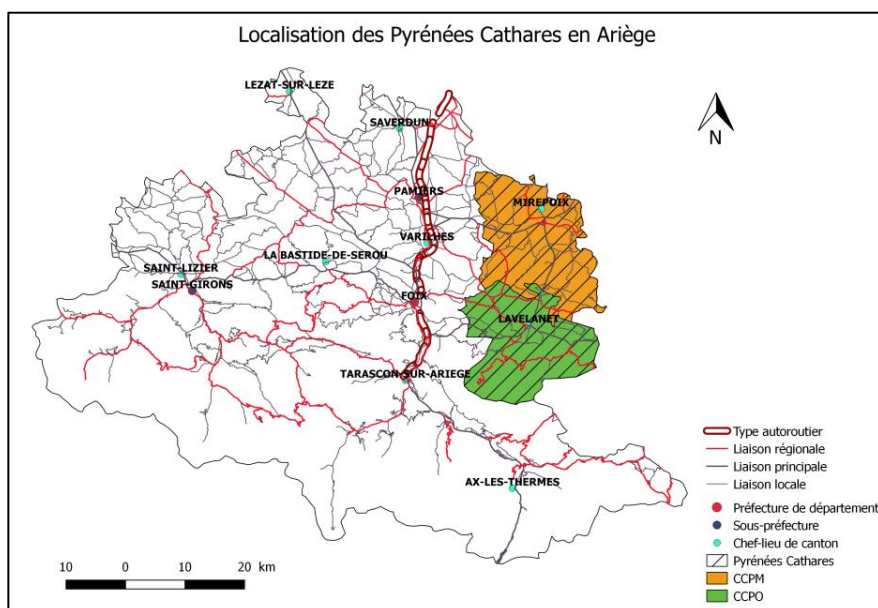 Localisation des Pyrénées Cathares en Ariège
LEZAT-SUR-LEZE
SAVERDUN
N
PAMIERS
MIREPOIX
VARILHES
LA BASTIDE-DE-SEROU
SAINT-LIZIER
SAINT-GIRONS
FOIX
LAVELANET
TARASCON-SUR-ARIEGE
AX-LES-THERMES
Type autoroutier
Liaison régionale
Liaison principale
Liaison locale
Préfecture de département
Sous-préfecture
Chef-lieu de canton
Pyrénées Cathares
CCPM
CCPO
10 0 10 20 km